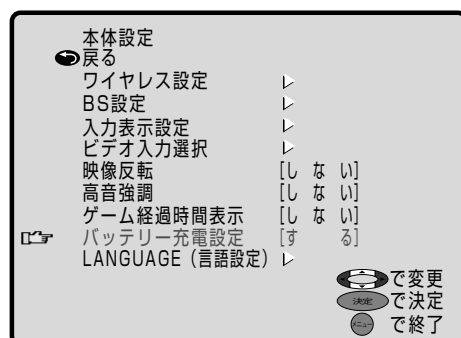 本体設定
戻る
ワイヤレス設定
BS設定
入力表示設定
ビデオ入力選択
映像反転 [し な い]
高音強調 [し な い]
ゲーム経過時間表示 [し な い]
バッテリー充電設定 [す る]
LANGUAGE（言語設定）
で変更
決定 で決定
メニュー で終了